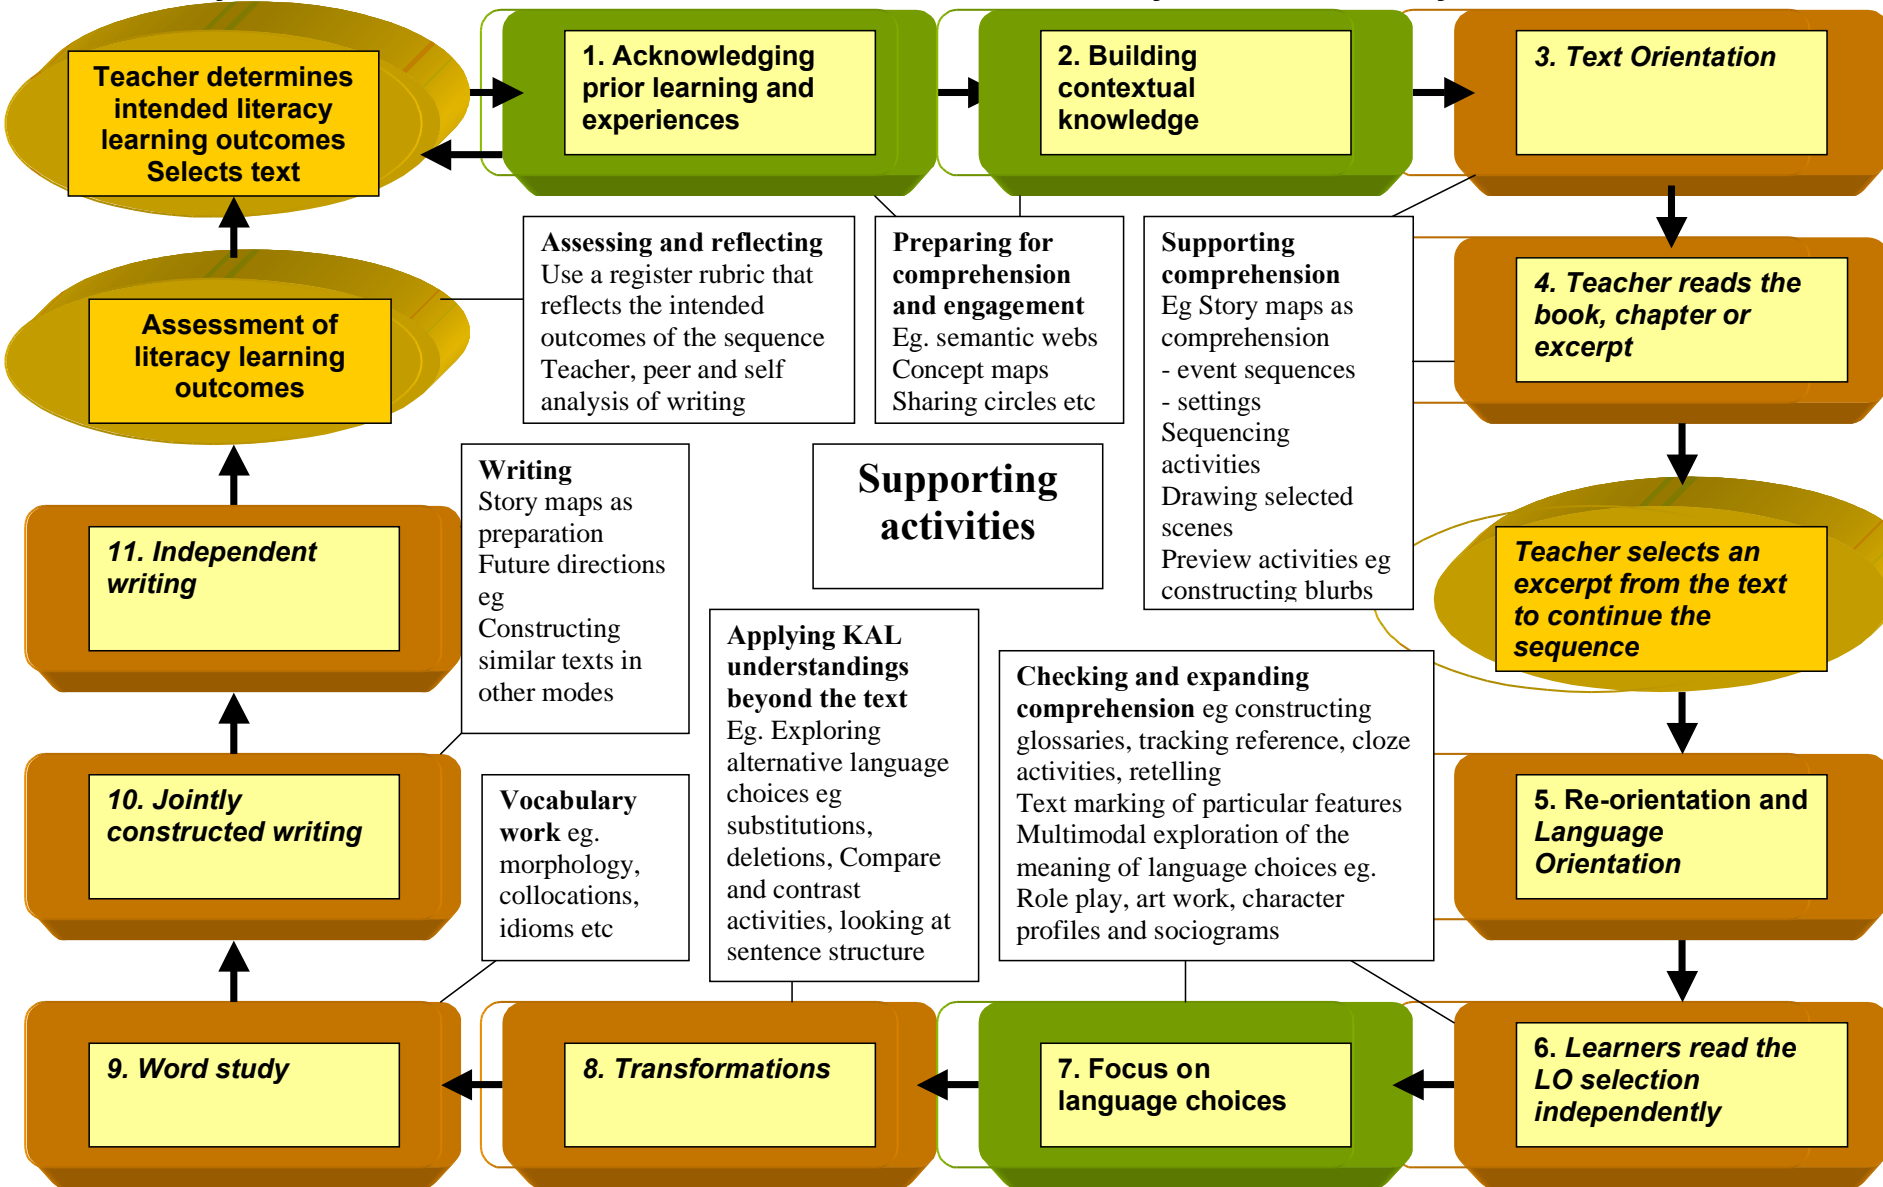 Teacher determines
intended literacy
learning outcomes
Selects text
1. Acknowledging
prior learning and
experiences
2. Building
contextual
knowledge
3. Text Orientation
Assessing and reflecting
Use a register rubric that
reflects the intended
outcomes of the sequence
Teacher, peer and self
analysis of writing
Preparing for
comprehension
and engagement
Eg. semantic webs
Concept maps
Sharing circles etc
Supporting
comprehension
Eg Story maps as
comprehension
- event sequences
- settings
Sequencing
activities
Drawing selected
scenes
Preview activities eg
constructing blurbs
4. Teacher reads the
book, chapter or
excerpt
Assessment of
literacy learning
outcomes
Writing
Story maps as
preparation
Future directions
eg
Constructing
similar texts in
other modes
Supporting
activities
Teacher selects an
excerpt from the text
to continue the
sequence
11. Independent
writing
Applying KAL
understandings
beyond the text
Eg. Exploring
alternative language
choices eg
substitutions,
deletions, Compare
and contrast
activities, looking at
sentence structure
Checking and expanding
comprehension eg constructing
glossaries, tracking reference, cloze
activities, retelling
Text marking of particular features
Multimodal exploration of the
meaning of language choices eg.
Role play, art work, character
profiles and sociograms
10. Jointly
constructed writing
Vocabulary
work eg.
morphology,
collocations,
idioms etc
5. Re-orientation and
Language
Orientation
9. Word study
8. Transformations
7. Focus on
language choices
6. Learners read the
LO selection
independently